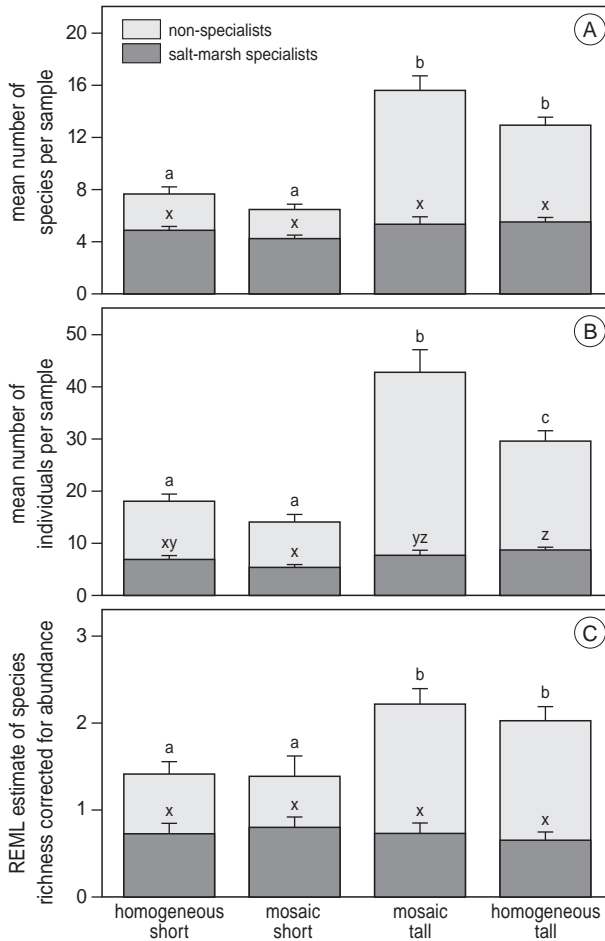 non-specialists
salt-marsh specialists
A
mean number of
species per sample
20
16
12
8
4
0
a
x
a
x
b
x
b
x
B
mean number of
individuals per sample
50
40
30
20
10
0
a
xy
a
x
b
yz
c
z
C
REML estimate of species
richness corrected for abundance
3
2
1
0
a
x
a
x
b
x
b
x
homogeneous
short
mosaic
short
mosaic
tall
homogeneous
tall